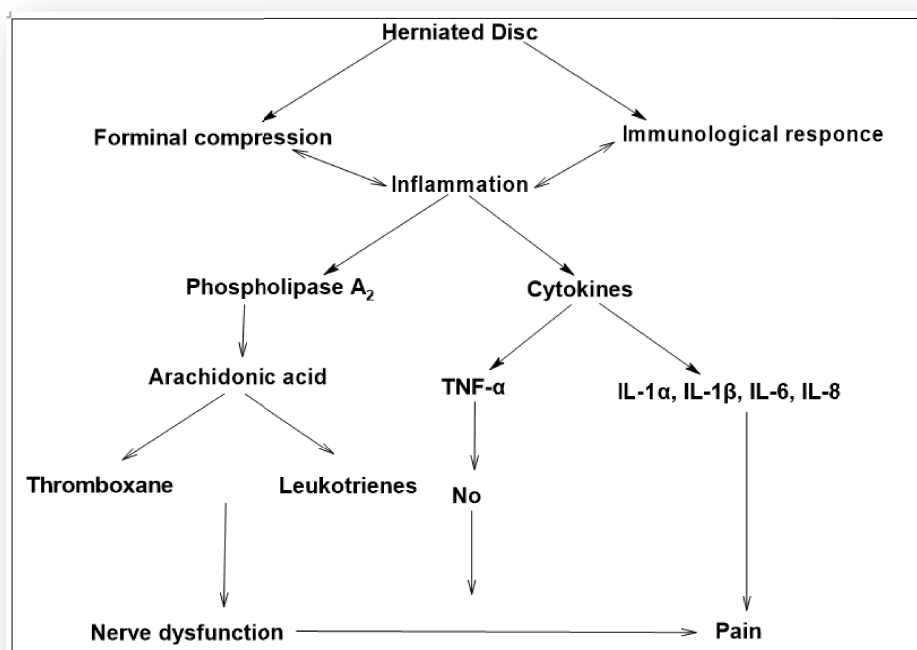 Herniated Disc
Forminal compression
Immunological responce
Inflammation
Phospholipase A₂
Cytokines
Arachidonic acid
TNF-α
IL-1α, IL-1β, IL-6, IL-8
Thromboxane
Leukotrienes
No
Nerve dysfunction
Pain